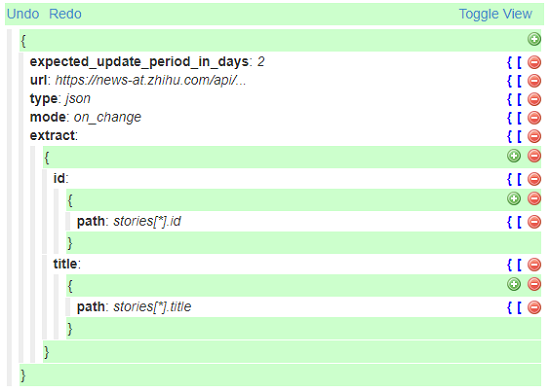 Undo Redo Toggle View
{
expected_update_period_in_days: 2 { [
url: https://news-at.zhihu.com/api/... { [
type: json { [
mode: on_change { [
extract: { [
{
id: { [
{
path: stories[*].id { [
}
title: { [
{
path: stories[*].title { [
}
}
}